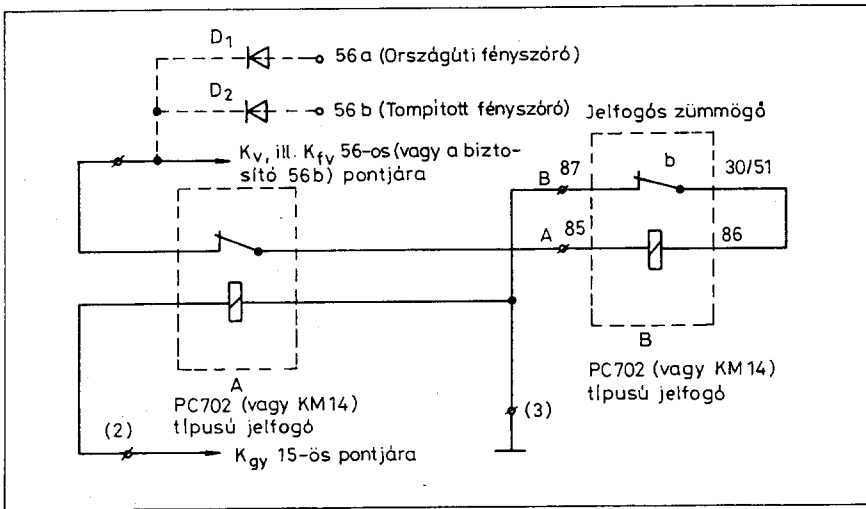 D1
56a (Országúti fényszóró)
D2
56b (Tompított fényszóró)
Jelfogós zümmögő
Kv, ill. Kfv 56-os (vagy a bizto-
sító 56b) pontjára
B
87
b
30/51
A
85
86
A
PC702 (vagy KM14)
típusú jelfogó
B
PC702 (vagy KM14)
típusú jelfogó
(2)
(3)
Kgy 15-ös pontjára